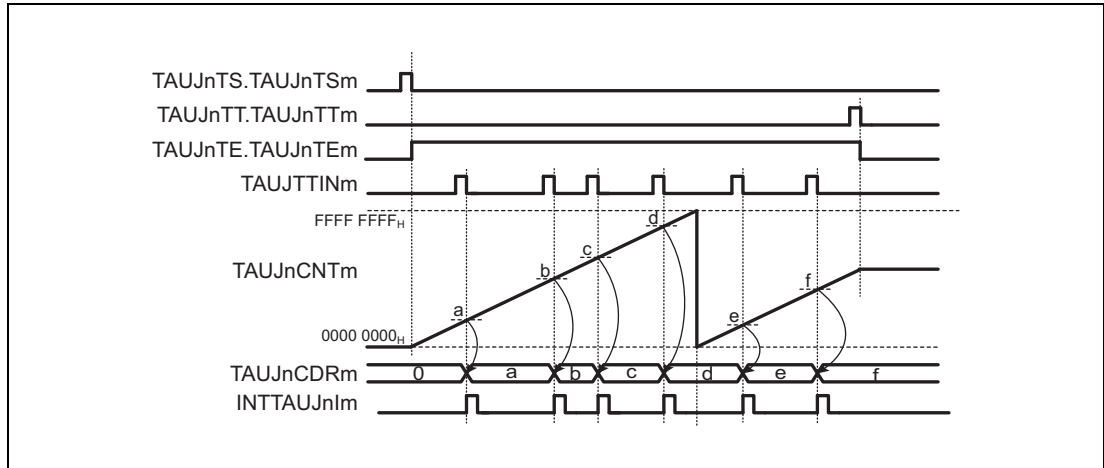 TAUJnTS.TAUJnTSm
TAUJnTT.TAUJnTTm
TAUJnTE.TAUJnTEm
TAUJTTINm
FFFF FFFFH
d
c
TAUJnCNTm
b
f
a
e
0000 0000H
TAUJnCDRm 0 a b c d e f
INTTAUJnIm